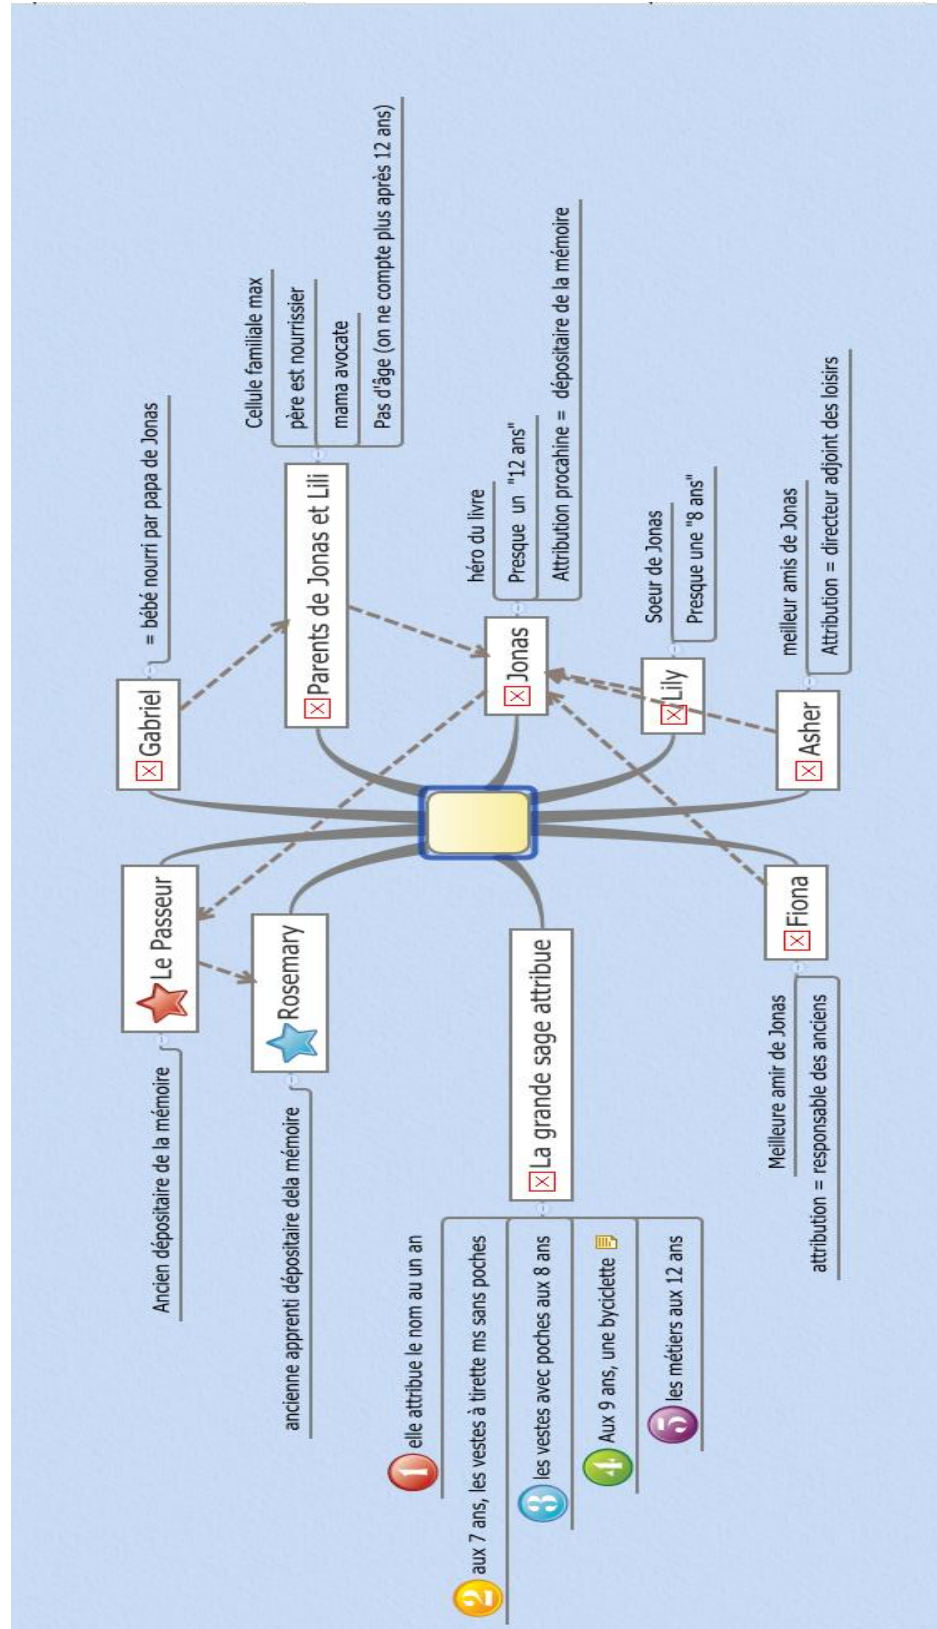 Gabriel
= bébé nourri par papa de Jonas
Parents de Jonas et Lili
Cellule familiale max
père est nourrissier
mama avocate
Pas d'âge (on ne compte plus après 12 ans)
Jonas
héro du livre
Presque un "12 ans"
Attribution procahine = dépositaire de la mémoire
Lily
Soeur de Jonas
Presque une "8 ans"
Asher
meilleur amis de Jonas
Attribution = directeur adjoint des loisirs
Le Passeur
Ancien dépositaire de la mémoire
Rosemary
ancienne apprenti dépositaire dela mémoire
La grande sage attribue
1 elle attribue le nom au un an
2 aux 7 ans, les vestes à tirette ms sans poches
3 les vestes avec poches aux 8 ans
4 Aux 9 ans, une byciclette
5 les métiers aux 12 ans
Fiona
Meilleure amir de Jonas
attribution = responsable des anciens